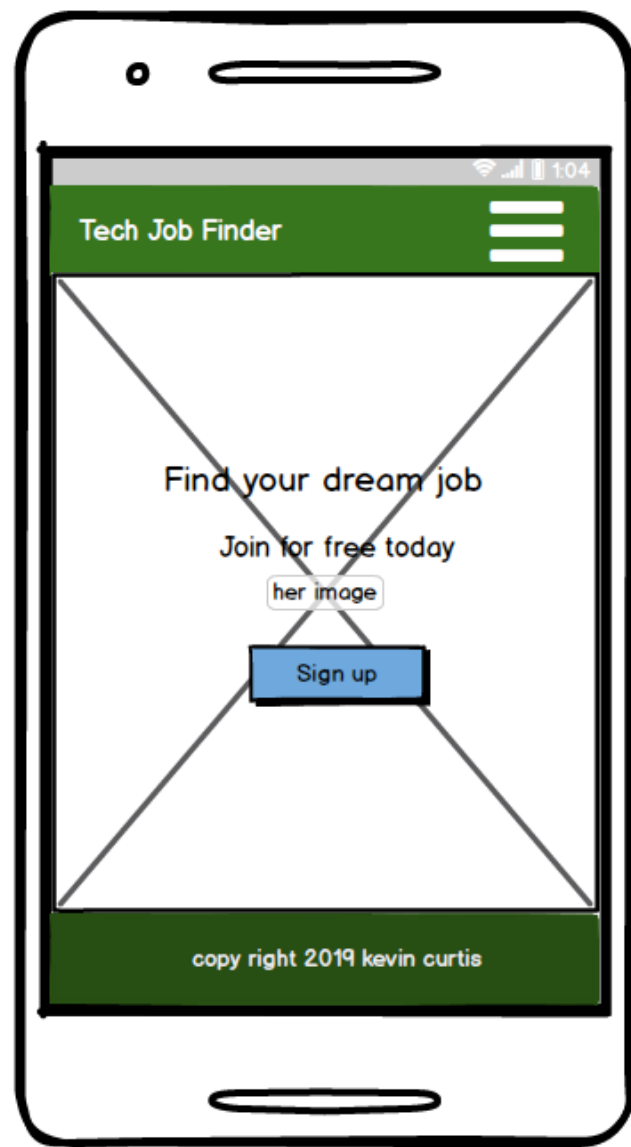 1:04
Tech Job Finder
Find your dream job
Join for free today
her image
Sign up
copy right 2019 kevin curtis